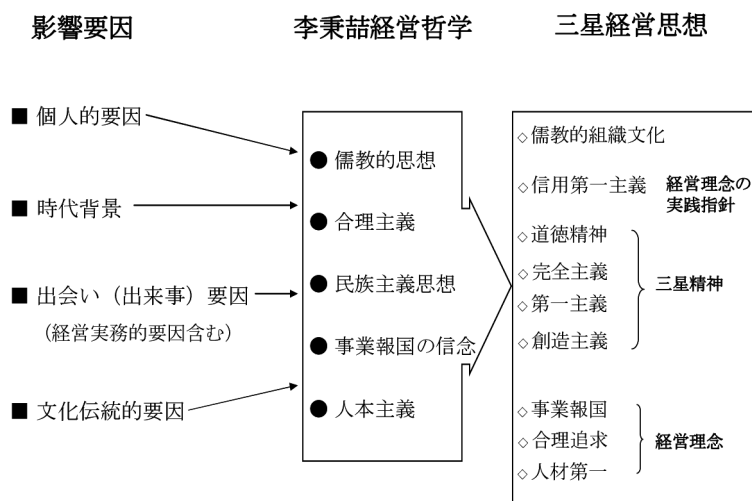 影響要因
■ 個人的要因
■ 時代背景
■ 出会い（出来事）要因
（経営実務的要因含む）
■ 文化伝統的要因
李秉喆経営哲学
● 儒教的思想
● 合理主義
● 民族主義思想
● 事業報国の信念
● 人本主義
三星経営思想
◇儒教的組織文化
◇信用第一主義 経営理念の
実践指針
◇道徳精神
◇完全主義
◇第一主義
◇創造主義
三星精神
◇事業報国
◇合理追求
◇人材第一
経営理念